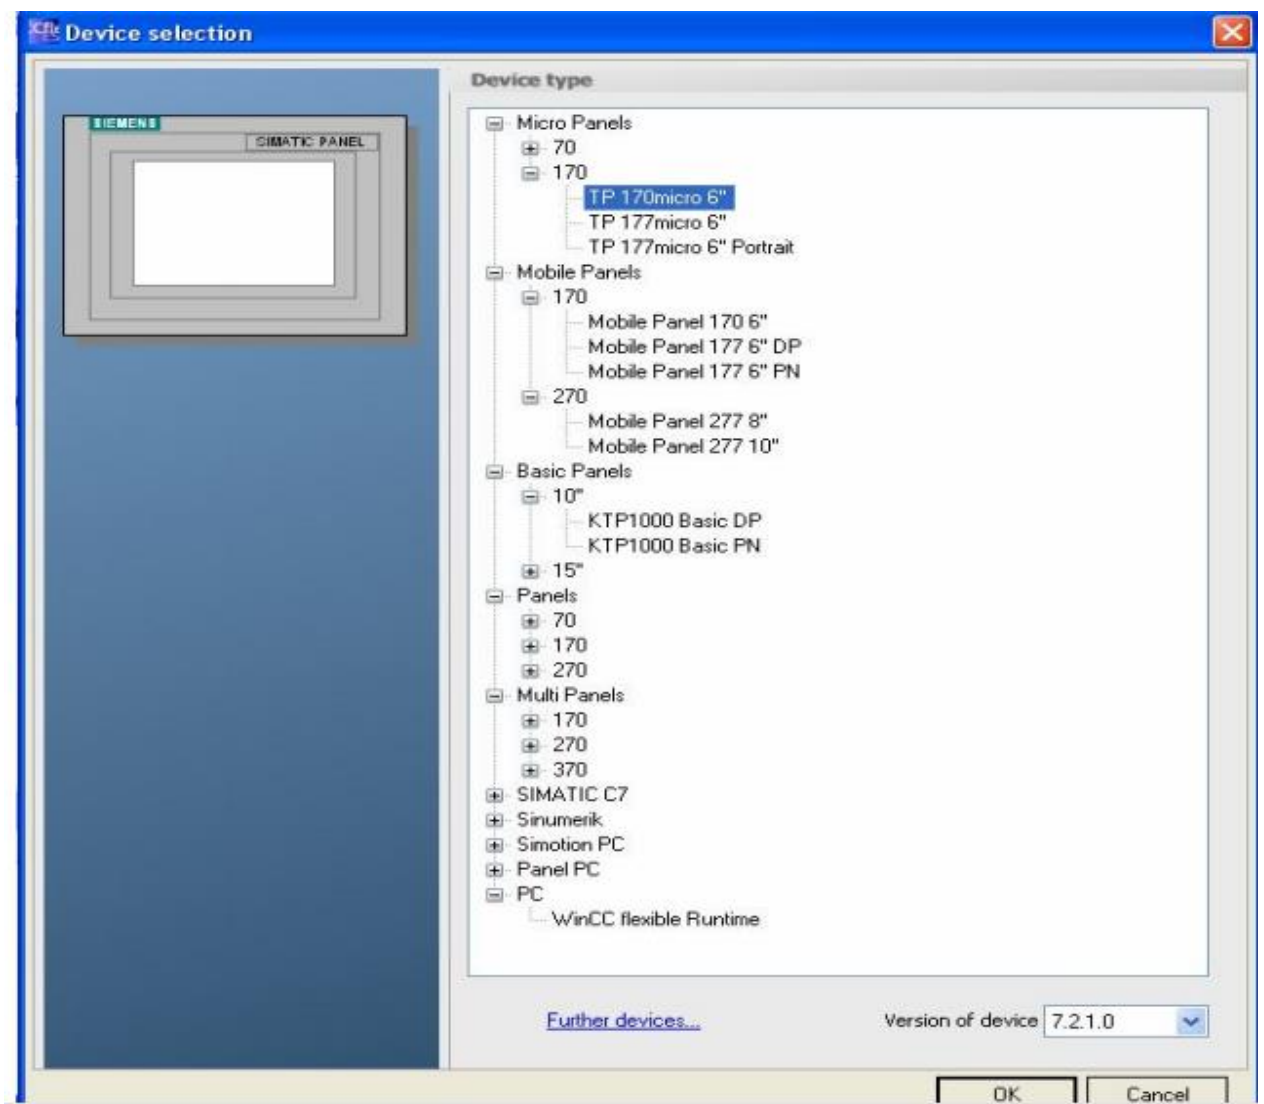 Device selection
SIEMENS
SIMATIC PANEL
Device type
Micro Panels
70
170
TP 170micro 6"
TP 177micro 6"
TP 177micro 6" Portrait
Mobile Panels
170
Mobile Panel 170 6"
Mobile Panel 177 6" DP
Mobile Panel 177 6" PN
270
Mobile Panel 277 8"
Mobile Panel 277 10"
Basic Panels
10"
KTP1000 Basic DP
KTP1000 Basic PN
15"
Panels
70
170
270
Multi Panels
170
270
370
SIMATIC C7
Sinumerik
Simotion PC
Panel PC
PC
WinCC flexible Runtime
Further devices...
Version of device 7.2.1.0
OK Cancel